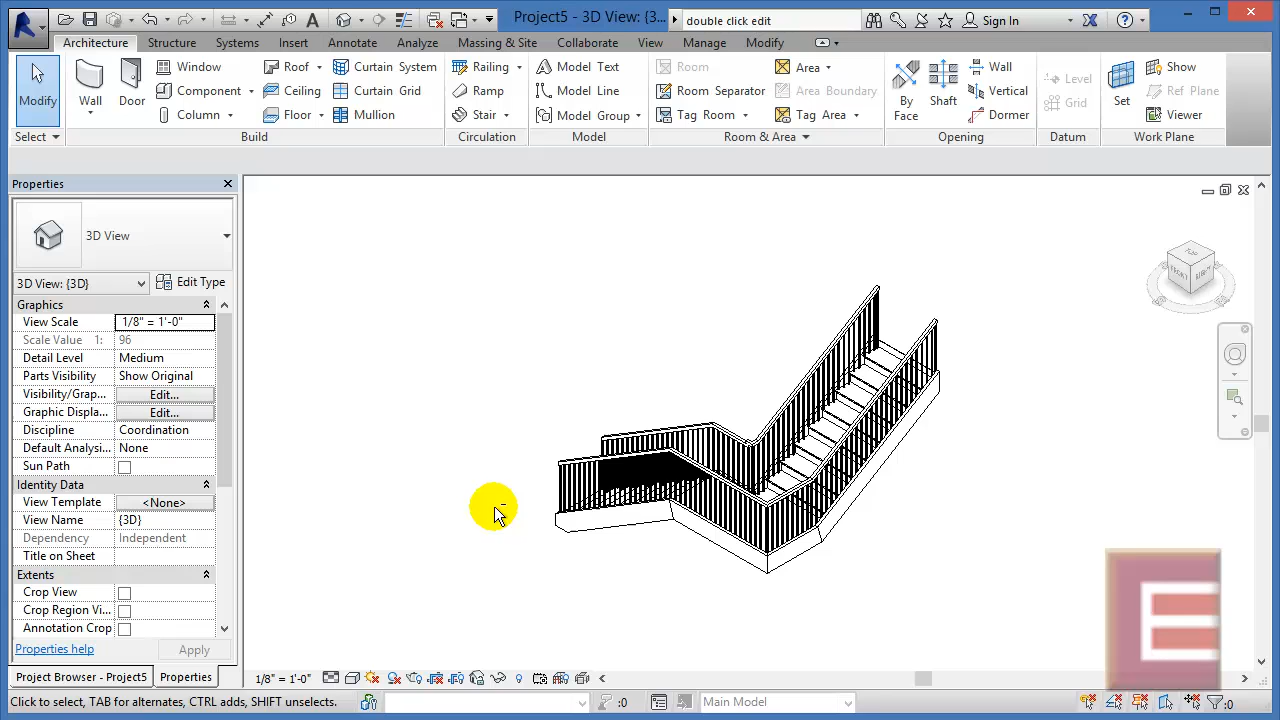 Project5 - 3D View: {3...
double click edit
Sign In
Architecture
Structure
Systems
Insert
Annotate
Analyze
Massing & Site
Collaborate
View
Manage
Modify
Modify
Select
Wall
Door
Window
Component
Column
Roof
Ceiling
Floor
Curtain System
Curtain Grid
Mullion
Build
Railing
Ramp
Stair
Circulation
Model Text
Model Line
Model Group
Model
Room
Room Separator
Tag Room
Area
Area Boundary
Tag Area
Room & Area
By Face
Shaft
Wall
Vertical
Dormer
Opening
Level
Grid
Datum
Set
Show
Ref Plane
Viewer
Work Plane
Properties
3D View
3D View: {3D}
Edit Type
Graphics
View Scale 1/8" = 1'-0"
Scale Value 1: 96
Detail Level Medium
Parts Visibility Show Original
Visibility/Grap... Edit...
Graphic Displa... Edit...
Discipline Coordination
Default Analysi... None
Sun Path
Identity Data
View Template <None>
View Name {3D}
Dependency Independent
Title on Sheet
Extents
Crop View
Crop Region Vi...
Annotation Crop
Properties help
Apply
Project Browser - Project5
Properties
1/8" = 1'-0"
Click to select, TAB for alternates, CTRL adds, SHIFT unselects.
:0
Main Model
:0
TOP
FRONT
RIGHT
E